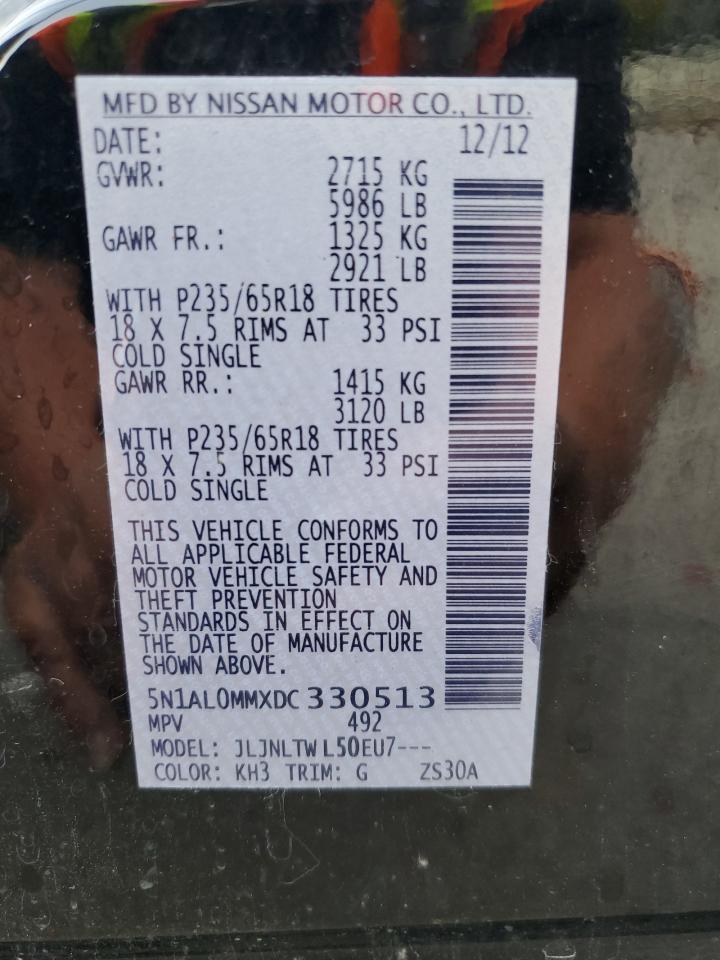 MFD BY NISSAN MOTOR CO., LTD.
DATE: 12/12
GVWR: 2715 KG
5986 LB
GAWR FR.: 1325 KG
2921 LB
WITH P235/65R18 TIRES
18 X 7.5 RIMS AT 33 PSI
COLD SINGLE
GAWR RR.: 1415 KG
3120 LB
WITH P235/65R18 TIRES
18 X 7.5 RIMS AT 33 PSI
COLD SINGLE
THIS VEHICLE CONFORMS TO
ALL APPLICABLE FEDERAL
MOTOR VEHICLE SAFETY AND
THEFT PREVENTION
STANDARDS IN EFFECT ON
THE DATE OF MANUFACTURE
SHOWN ABOVE.
5N1AL0MMXDC 330513
MPV 492
MODEL: JLJNLTW L50EU7---
COLOR: KH3 TRIM: G ZS30A